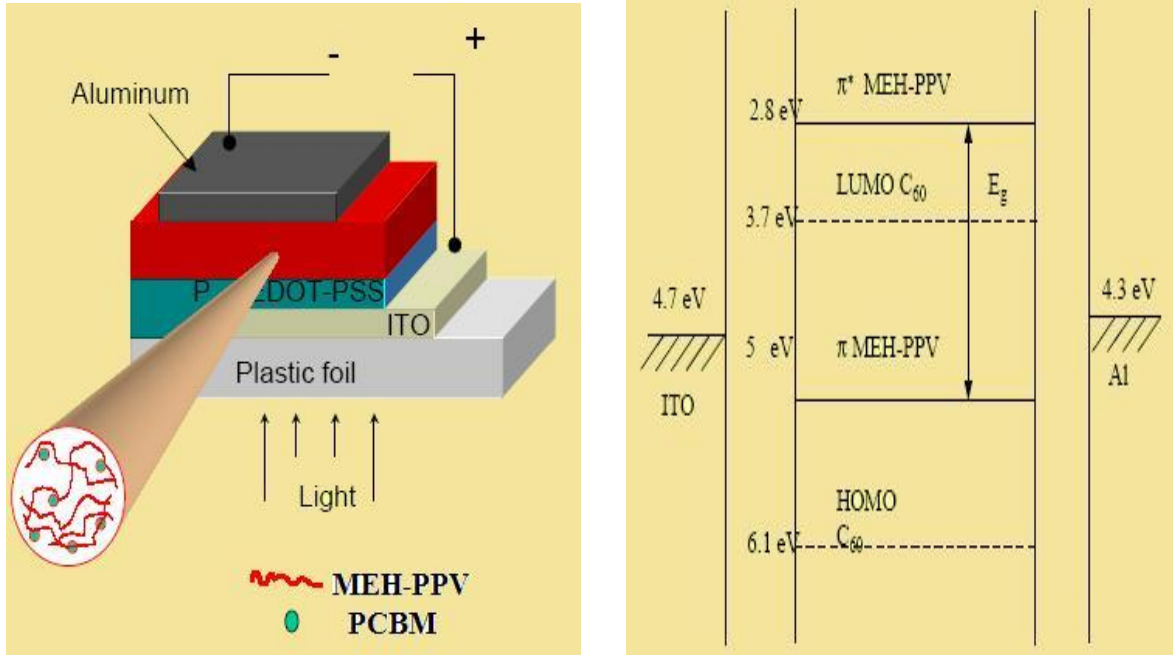 -
+
Aluminum
P EDOT-PSS
ITO
Plastic foil
Light
MEH-PPV
PCBM
π* MEH-PPV
2.8 eV
LUMO C60
Eg
3.7 eV
4.7 eV
4.3 eV
5 eV
π MEH-PPV
ITO
Al
HOMO
C60
6.1 eV